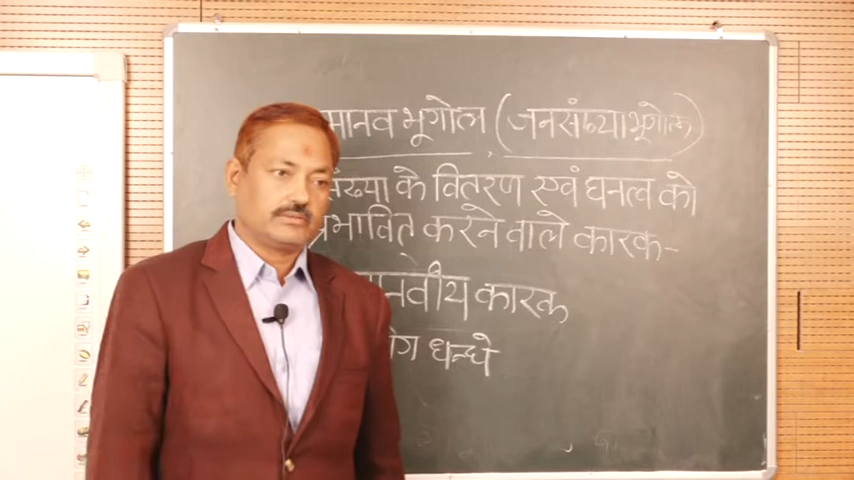 मानव भूगोल (जनसंख्या भूगोल)
संख्या के वितरण एवं घनत्व को
प्रभावित करने वाले कारक-
मानवीय कारक
धन्धे